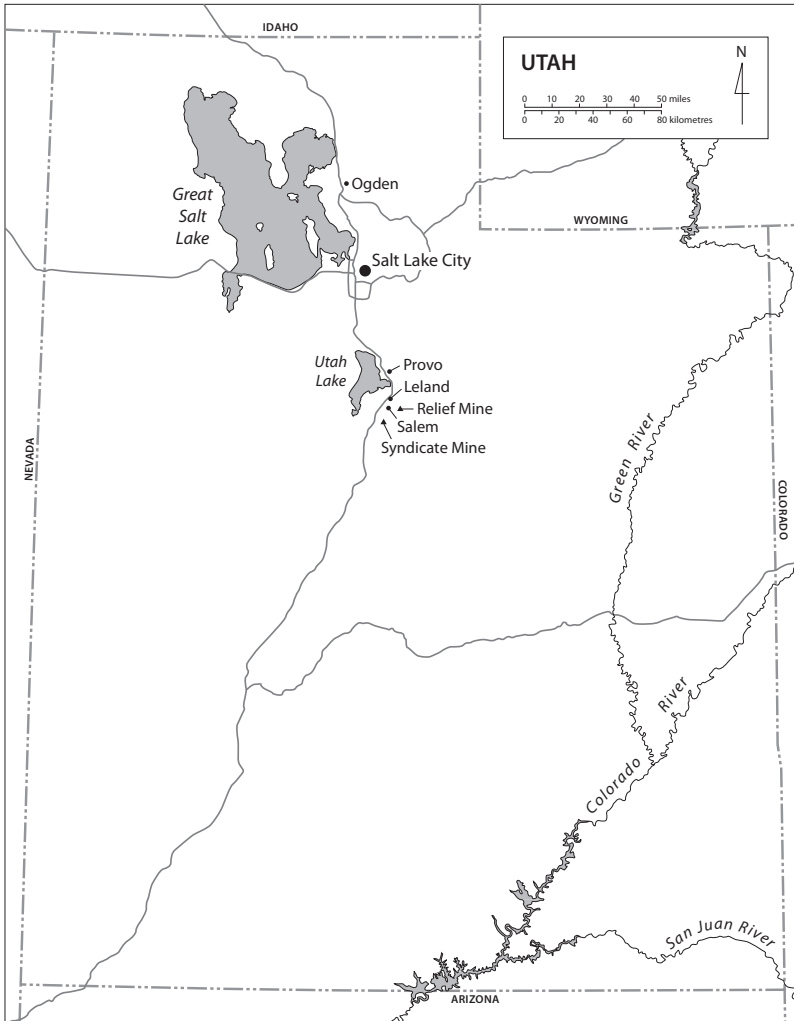 IDAHO
UTAH
N
0 10 20 30 40 50 miles
0 20 40 60 80 kilometres
Ogden
Great
Salt
Lake
WYOMING
Salt Lake City
Utah
Lake
Provo
Leland
Relief Mine
Salem
Syndicate Mine
NEVADA
Green River
COLORADO
River
Colorado
San Juan River
ARIZONA